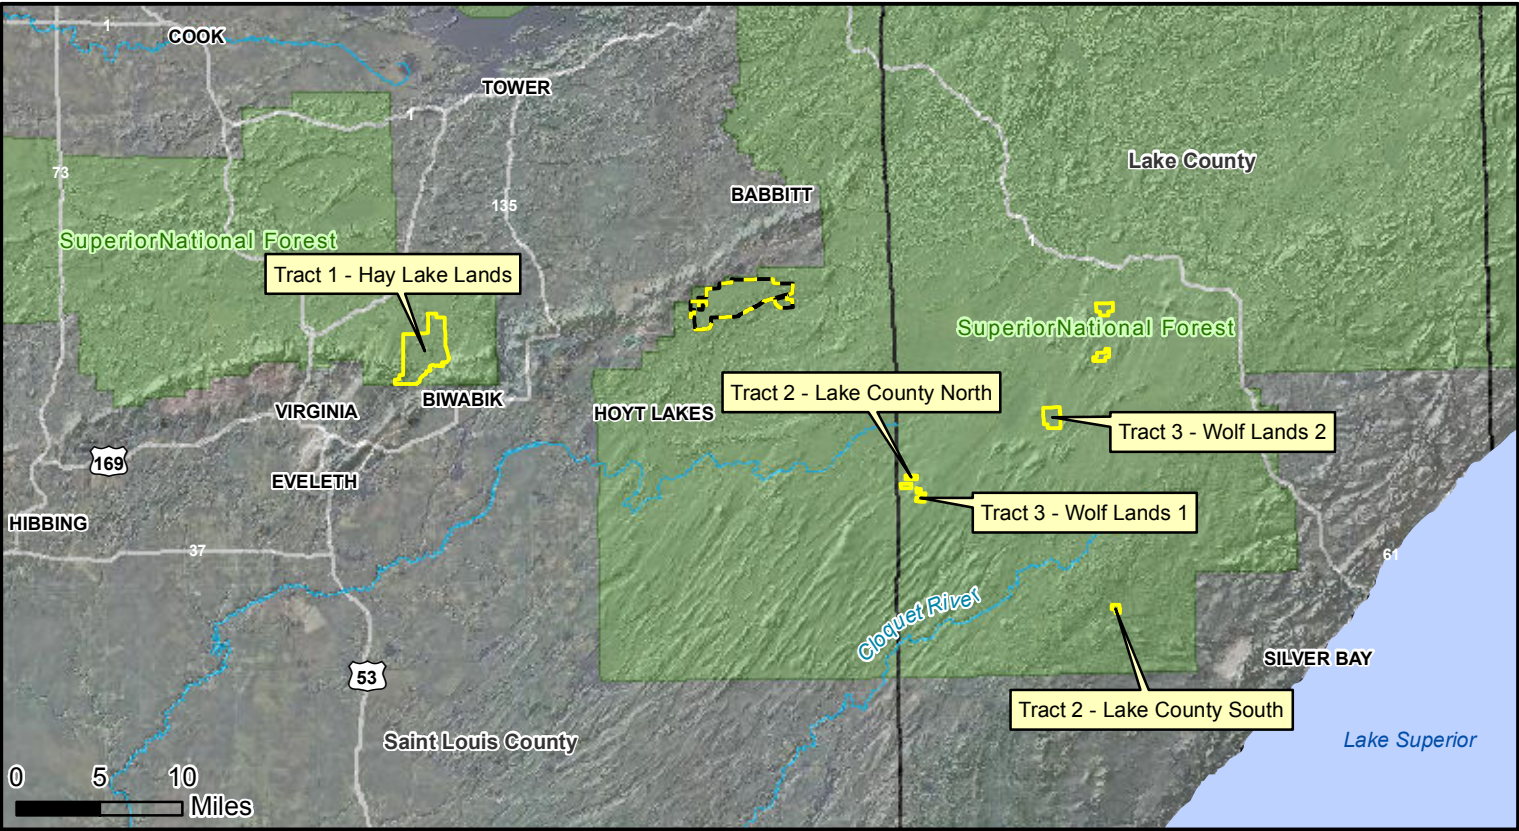 1
COOK
TOWER
1
Lake County
73
BABBITT
135
SuperiorNational Forest
1
Tract 1 - Hay Lake Lands
SuperiorNational Forest
Tract 2 - Lake County North
BIWABIK
VIRGINIA
HOYT LAKES
Tract 3 - Wolf Lands 2
169
EVELETH
Tract 3 - Wolf Lands 1
HIBBING
37
61
Cloquet River
SILVER BAY
53
Tract 2 - Lake County South
Saint Louis County
Lake Superior
0 5 10
Miles